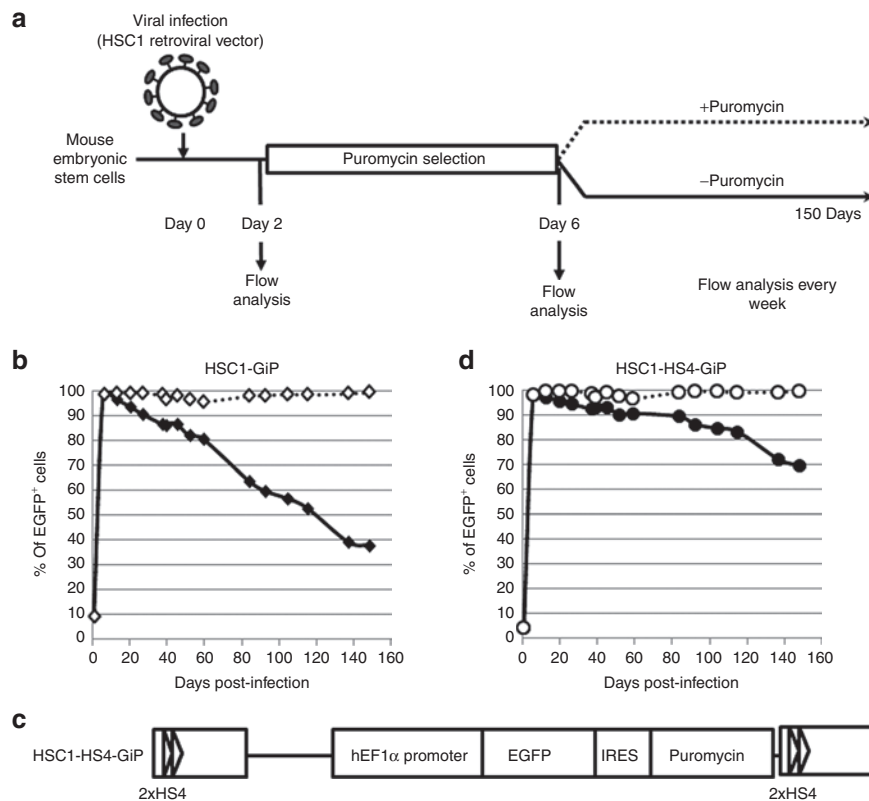 a
Viral infection
(HSC1 retroviral vector)
Mouse
embryonic
stem cells
Puromycin selection
+Puromycin
−Puromycin
150 Days
Day 0
Day 2
Day 6
Flow
analysis
Flow
analysis
Flow analysis every
week
b
HSC1-GiP
% Of EGFP⁺ cells
100
90
80
70
60
50
40
30
20
10
0
0 20 40 60 80 100 120 140 160
Days post-infection
d
HSC1-HS4-GiP
% of EGFP⁺ cells
100
90
80
70
60
50
40
30
20
10
0
0 20 40 60 80 100 120 140 160
Days post-infection
c
HSC1-HS4-GiP
hEF1α promoter
EGFP
IRES
Puromycin
2xHS4
2xHS4